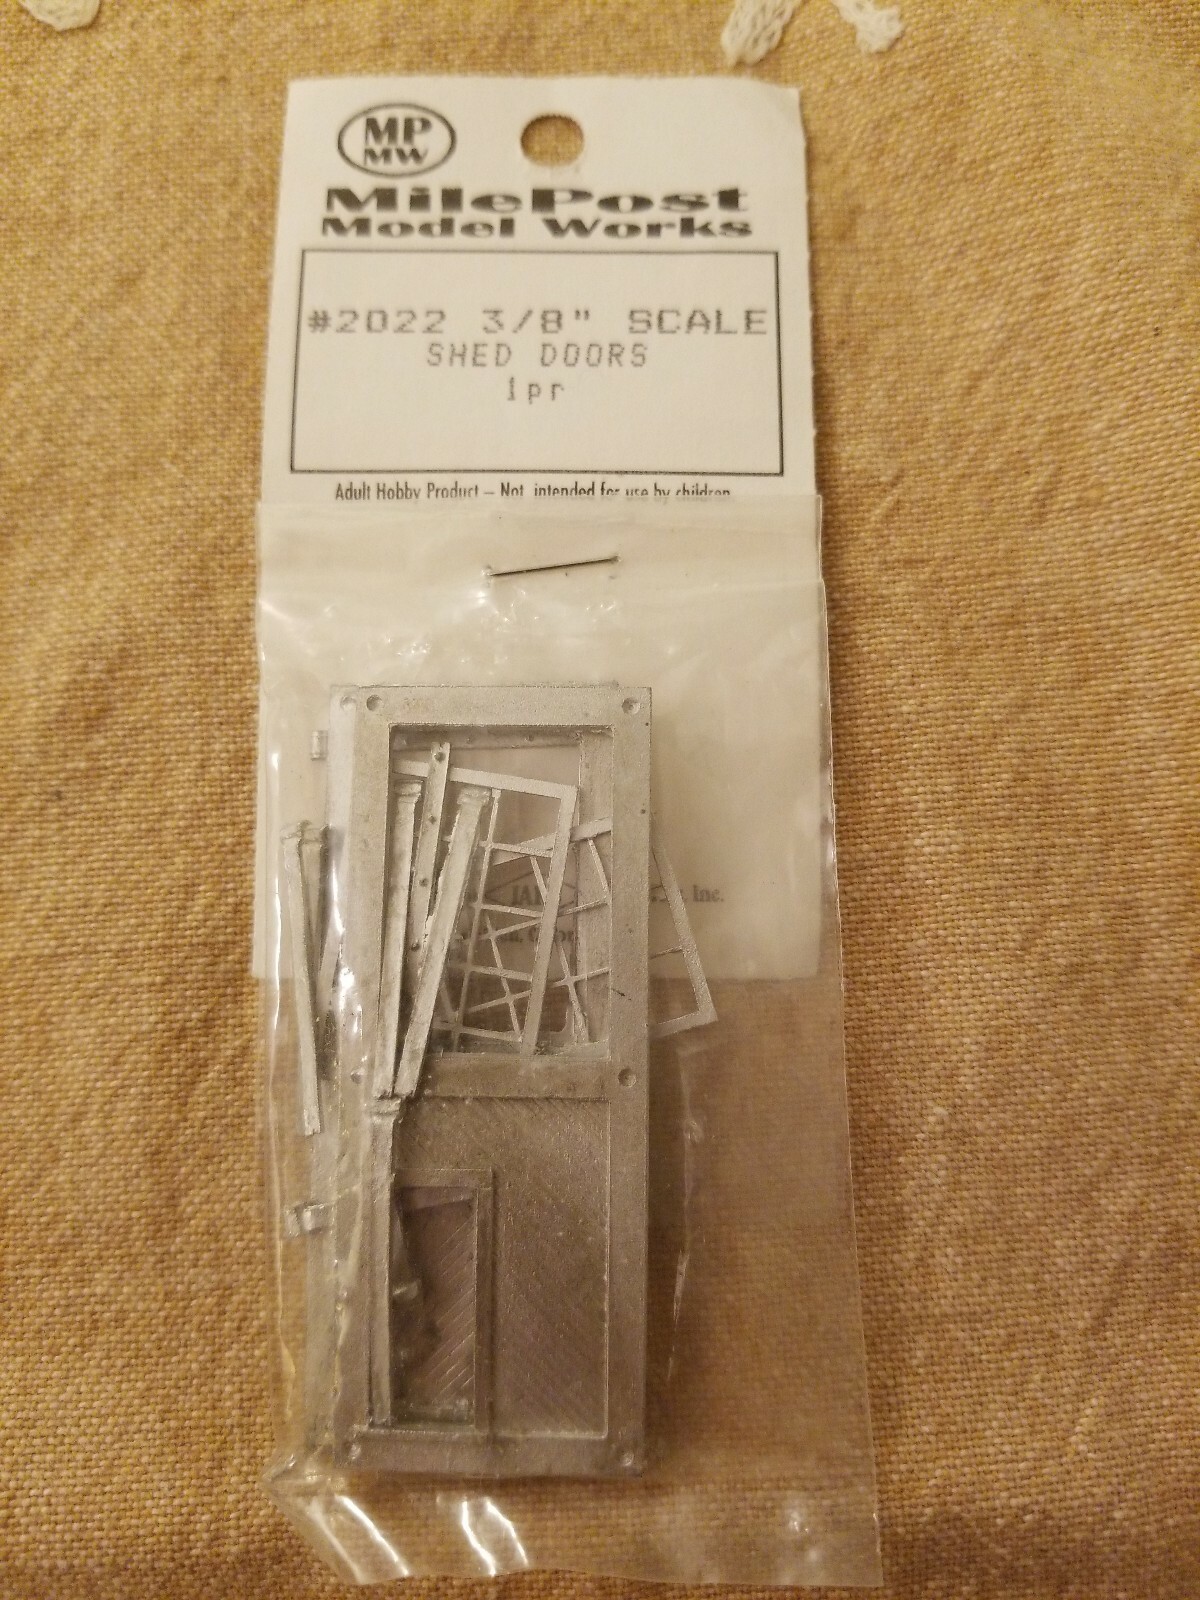 MP
MW
MilePost
Model Works
#2022 3/8" SCALE
SHED DOORS
1pr
Adult Hobby Product – Not intended for use by children
Inc.